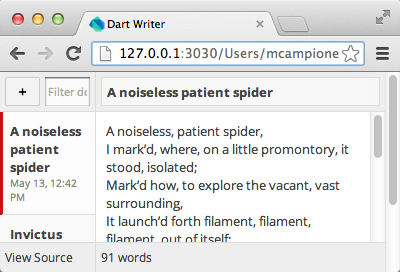 Dart Writer
127.0.0.1:3030/Users/mcampione
+
Filter do
A noiseless patient spider
A noiseless
patient
spider
May 13, 12:42
PM
Invictus
A noiseless, patient spider,
I mark’d, where, on a little promontory, it
stood, isolated;
Mark’d how, to explore the vacant, vast
surrounding,
It launch’d forth filament, filament,
filament, out of itself;
View Source
91 words